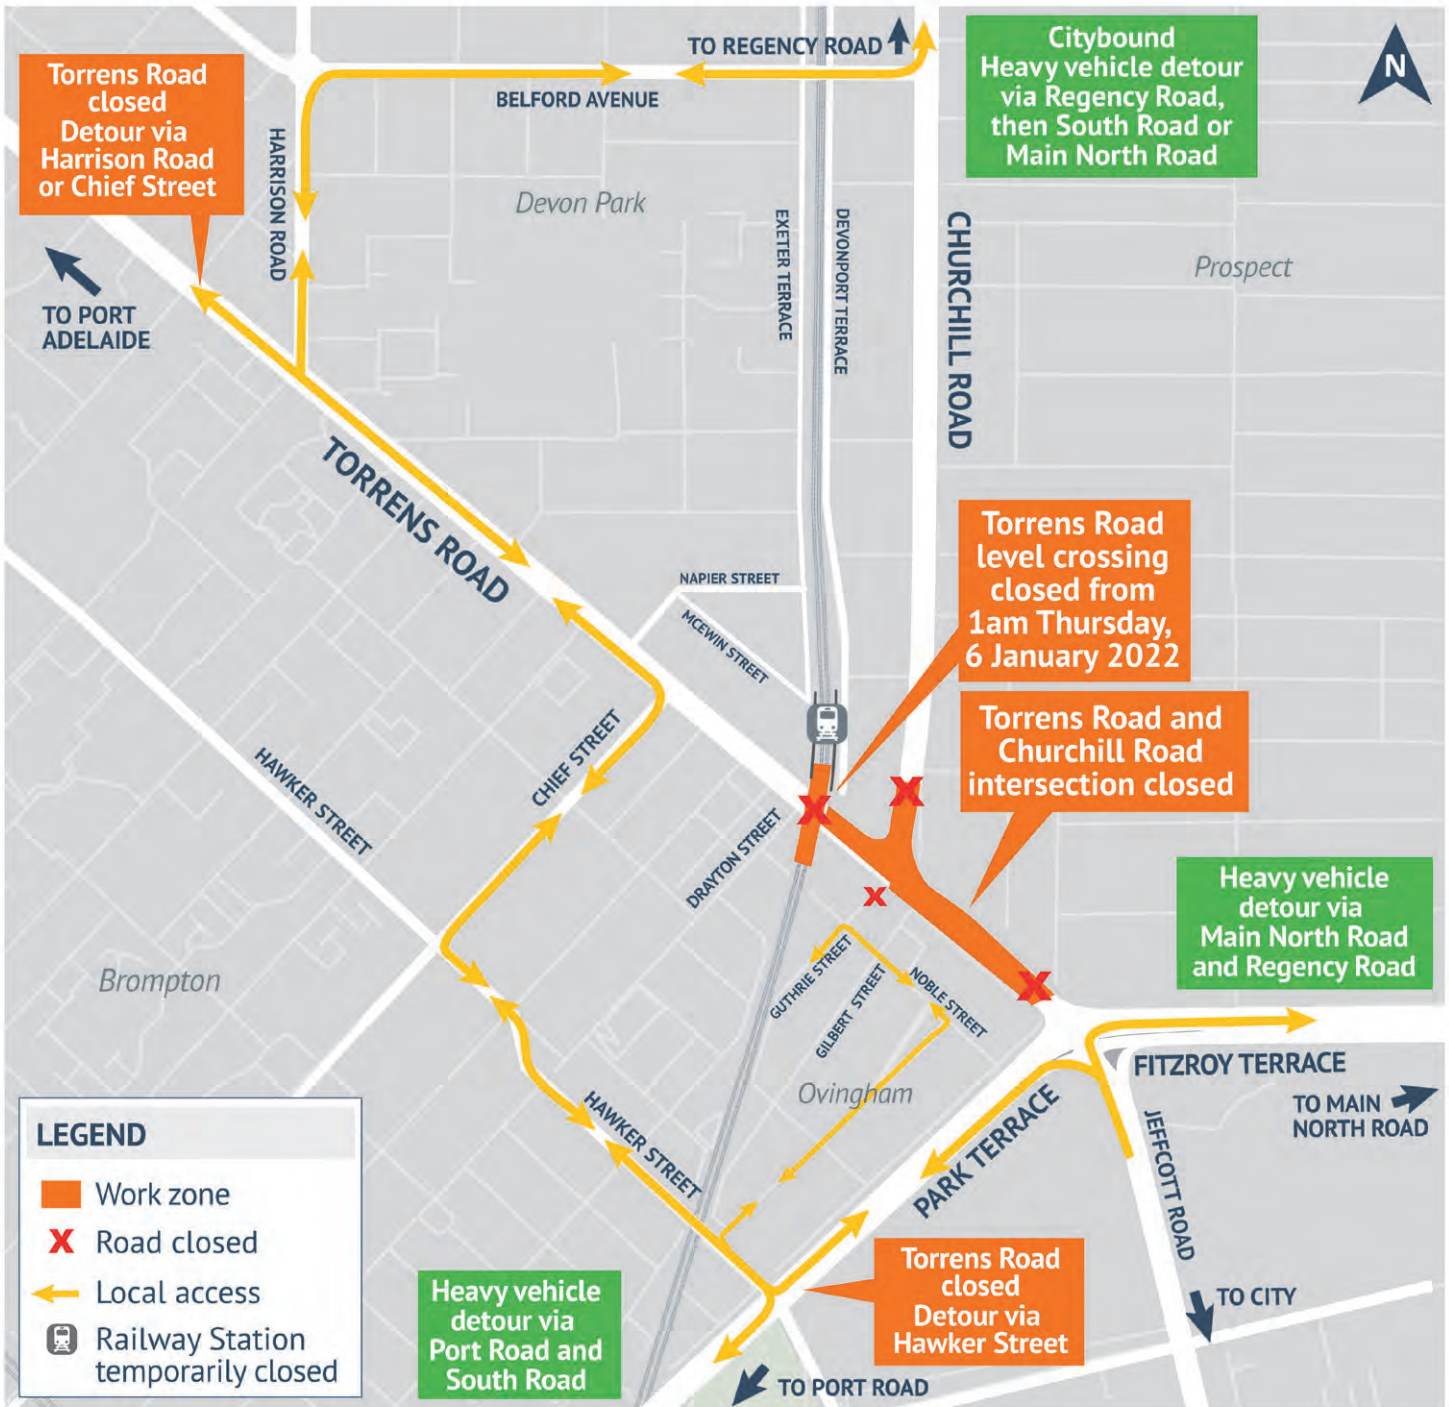 TO REGENCY ROAD
Citybound
Heavy vehicle detour
via Regency Road,
then South Road or
Main North Road
N
Torrens Road
closed
Detour via
Harrison Road
or Chief Street
BELFORD AVENUE
HARRISON ROAD
Devon Park
EXETER TERRACE
DEVONPORT TERRACE
CHURCHILL ROAD
Prospect
TO PORT
ADELAIDE
TORRENS ROAD
Torrens Road
level crossing
closed from
1am Thursday,
6 January 2022
NAPIER STREET
MCEWIN STREET
Torrens Road and
Churchill Road
intersection closed
HAWKER STREET
CHIEF STREET
DRAYTON STREET
Heavy vehicle
detour via
Main North Road
and Regency Road
Brompton
GUTHRIE STREET
GILBERT STREET
NOBLE STREET
Ovingham
FITZROY TERRACE
TO MAIN
NORTH ROAD
HAWKER STREET
PARK TERRACE
JEFFCOTT ROAD
LEGEND
Work zone
X Road closed
Local access
Railway Station
temporarily closed
Heavy vehicle
detour via
Port Road and
South Road
Torrens Road
closed
Detour via
Hawker Street
TO CITY
TO PORT ROAD